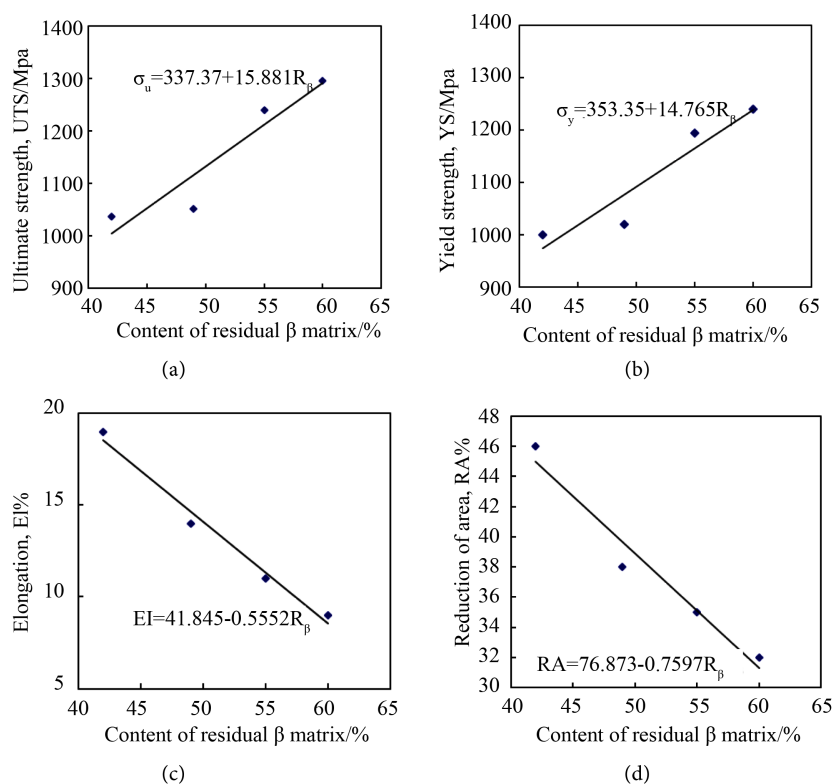 1400
1300
1200
1100
1000
900
40 45 50 55 60 65
Ultimate strength, UTS/Mpa
σu=337.37+15.881Rβ
Content of residual β matrix/%
(a)
1400
1300
1200
1100
1000
900
40 45 50 55 60 65
Yield strength, YS/Mpa
σy=353.35+14.765Rβ
Content of residual β matrix/%
(b)
20
15
10
5
40 45 50 55 60 65
Elongation, El%
EI=41.845-0.5552Rβ
Content of residual β matrix/%
(c)
48
46
44
42
40
38
36
34
32
30
40 45 50 55 60 65
Reduction of area, RA%
RA=76.873-0.7597Rβ
Content of residual β matrix/%
(d)